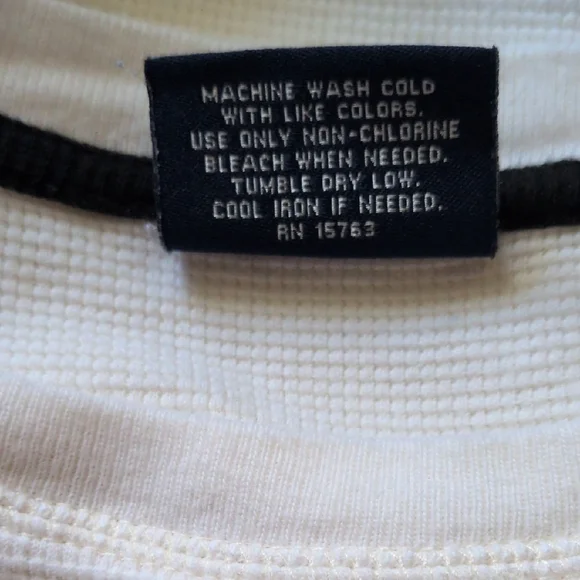 MACHINE WASH COLD
WITH LIKE COLORS.
USE ONLY NON-CHLORINE
BLEACH WHEN NEEDED.
TUMBLE DRY LOW.
COOL IRON IF NEEDED.
RN 15763